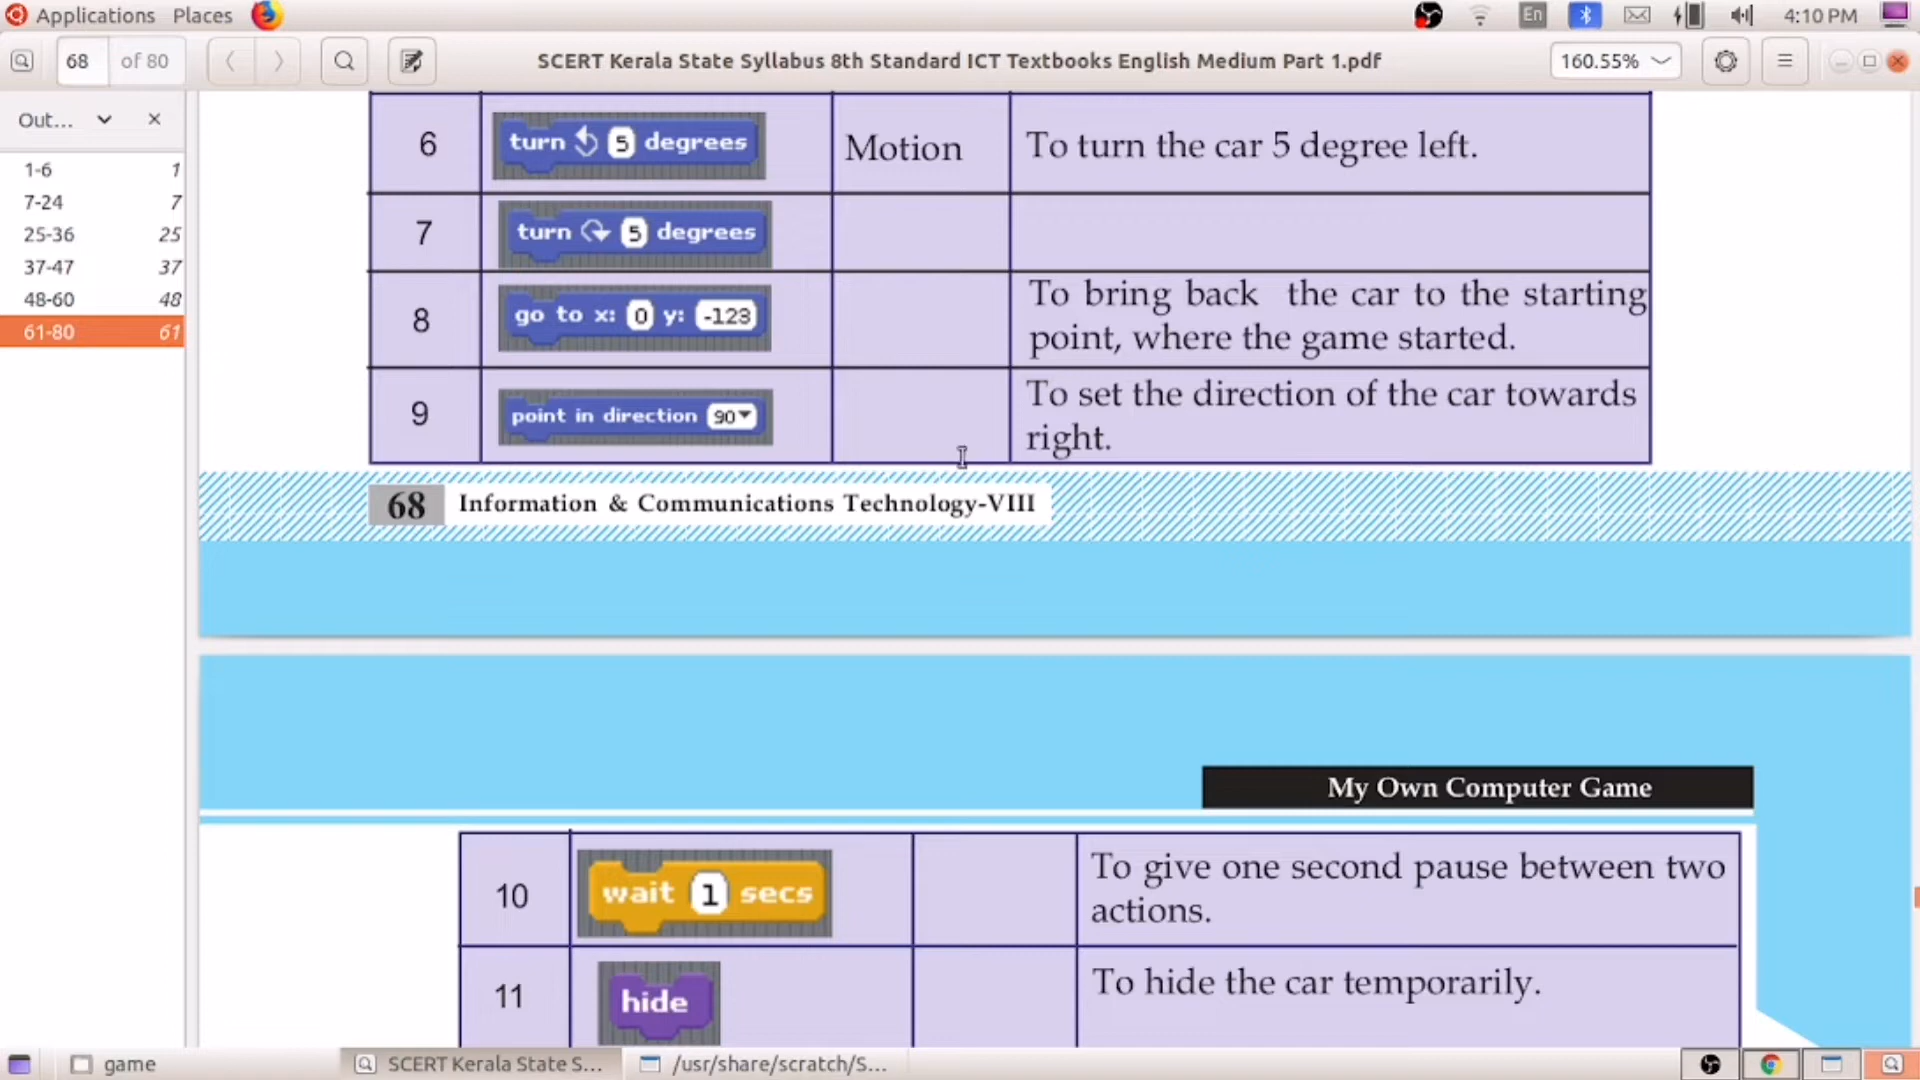 Applications Places En 4:10 PM
68 of 80 SCERT Kerala State Syllabus 8th Standard ICT Textbooks English Medium Part 1.pdf 160.55%
Out...
1-6 1
7-24 7
25-36 25
37-47 37
48-60 48
61-80 61
6 turn 5 degrees Motion To turn the car 5 degree left.
7 turn 5 degrees
8 go to x: 0 y: -123 To bring back the car to the starting
point, where the game started.
9 point in direction 90 To set the direction of the car towards
right.
68 Information & Communications Technology-VIII
My Own Computer Game
10 wait 1 secs To give one second pause between two
actions.
11 hide To hide the car temporarily.
game SCERT Kerala State S... /usr/share/scratch/S...